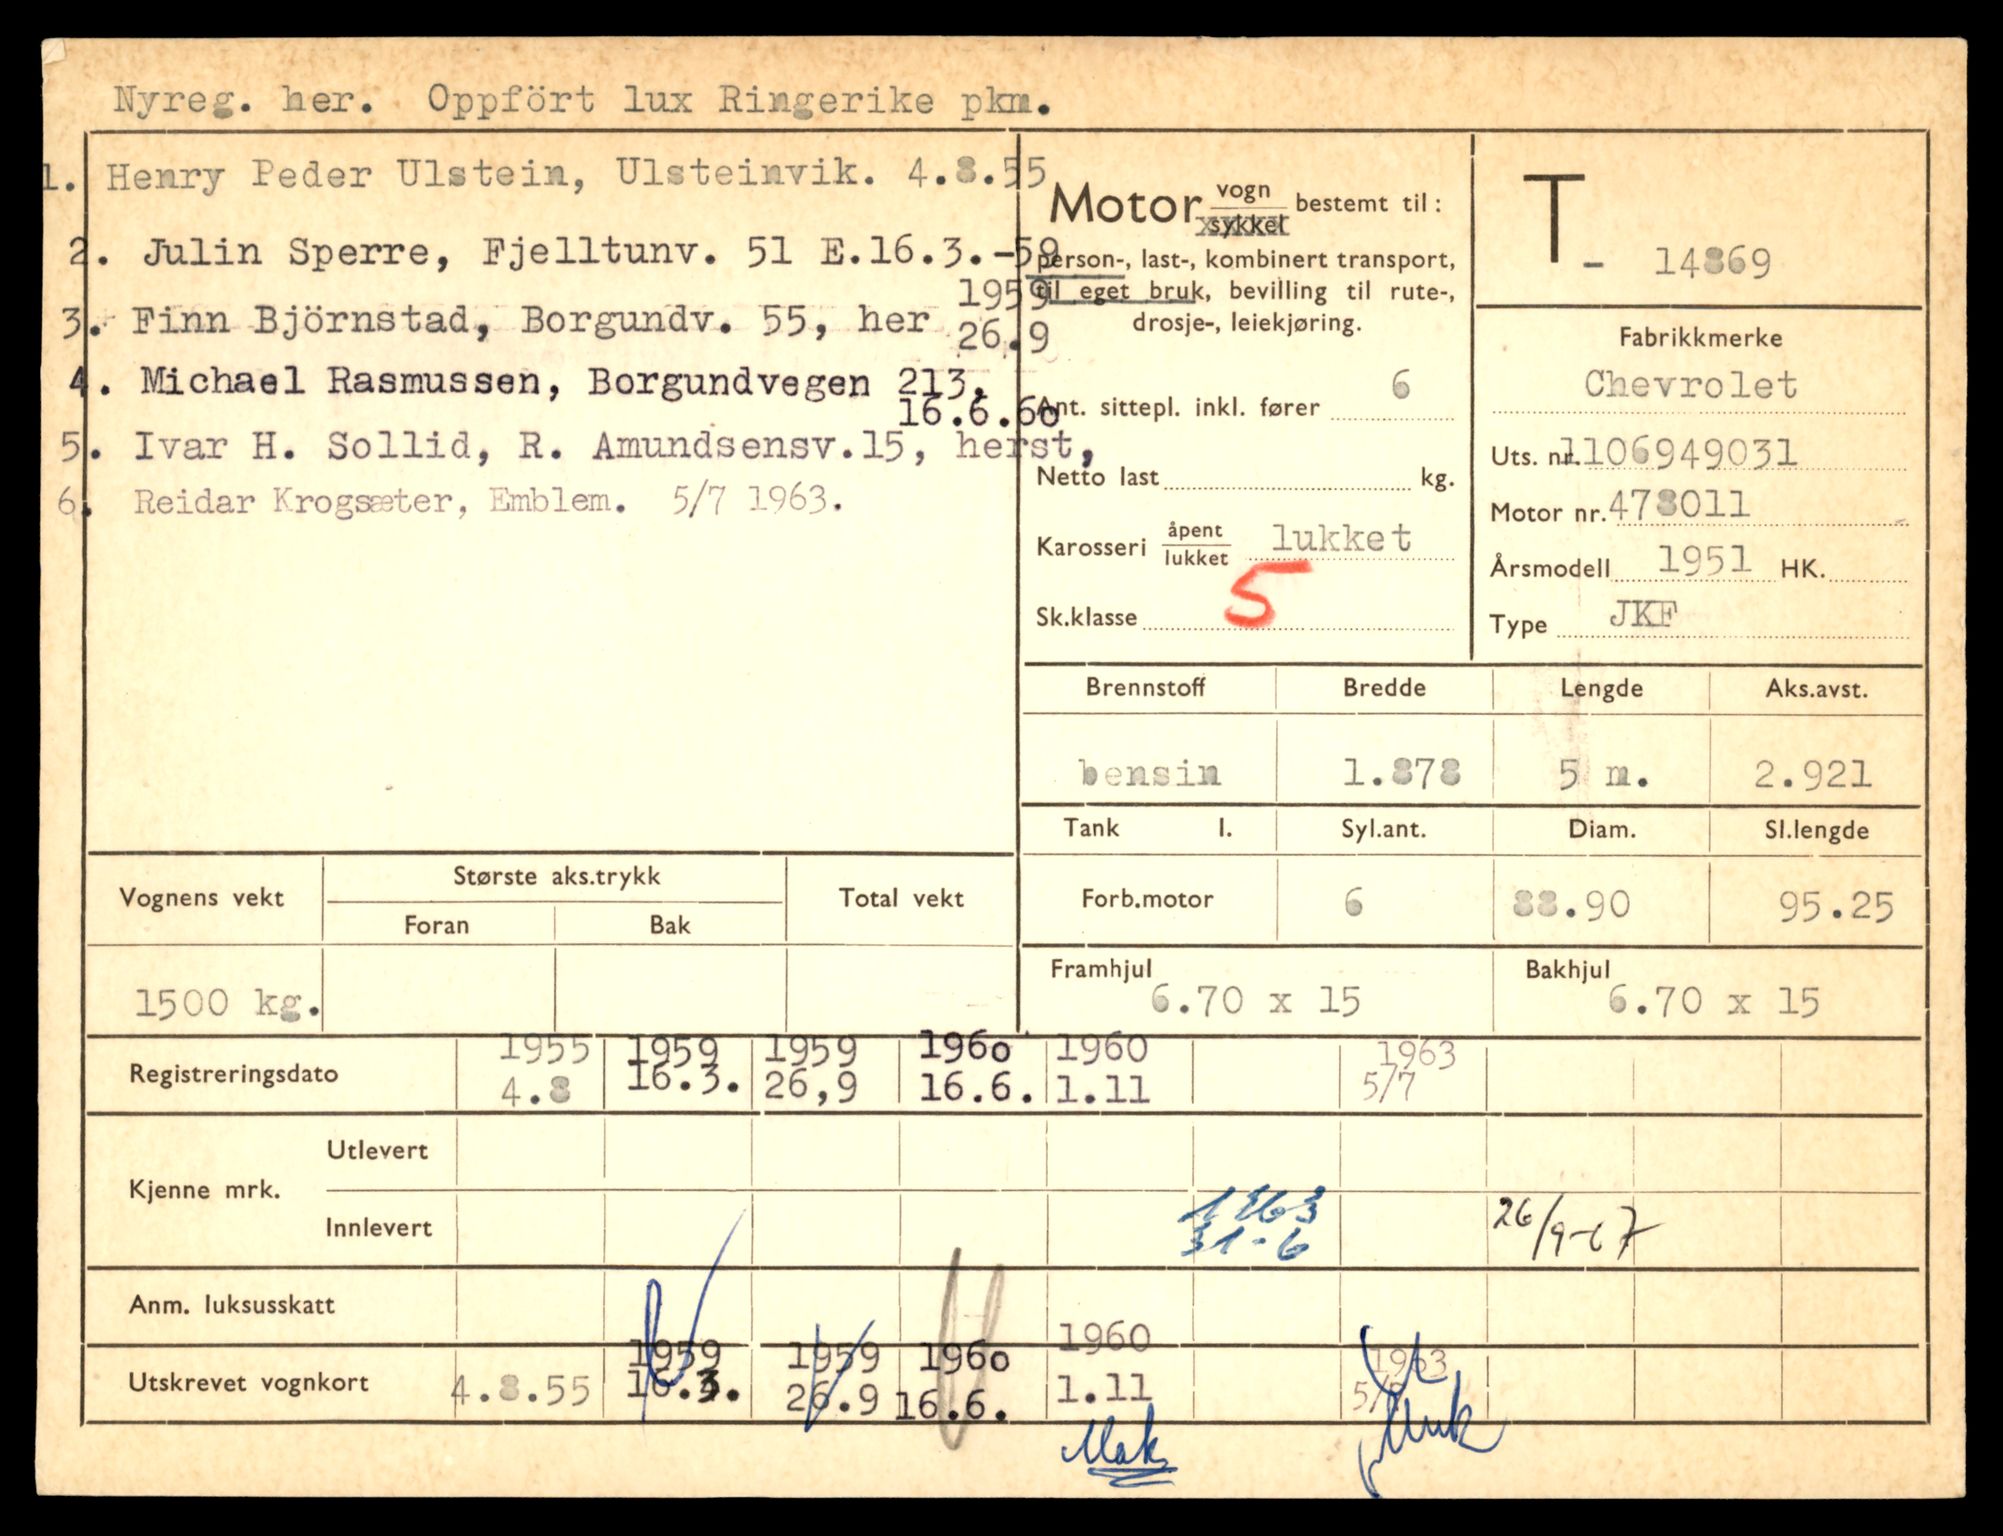 Nyreg. her. Oppfört lux Ringerike pkm.
1. Henry Peder Ulstein, Ulsteinvik. 4.8.55
2. Julin Sperre, Fjelltunv. 51 E.16.3.-59
1959
3. Finn Björnstad, Borgundv. 55, her 26.9
4. Michael Rasmussen, Borgundvegen 213,
16.6.60
5. Ivar H. Sollid, R. Amundsensv.15, herst,
6. Reidar Krogsæter, Emblem. 5/7 1963.
Motor vogn sykkel bestemt til:
person-, last-, kombinert transport,
til eget bruk, bevilling til rute-,
drosje-, leiekjøring.
Ant. sittepl. inkl. fører 6
Netto last kg.
Karosseri åpent lukket lukket
Sk.klasse 5
T - 14869
Fabrikkmerke
Chevrolet
Uts. nr. 1106949031
Motor nr. 478011
Årsmodell 1951 HK.
Type JKF
Brennstoff Bredde Lengde Aks.avst.
bensin 1.878 5 m. 2.921
Tank l. Syl.ant. Diam. Sl.lengde
Forb.motor 6 88.90 95.25
Framhjul Bakhjul
6.70 x 15 6.70 x 15
Vognens vekt Største aks.trykk Total vekt
Foran Bak
1500 kg.
1955 1959 1959 1960 1960 1963
Registreringsdato 4.8 16.3. 26,9 16.6. 1.11 5/7
Kjenne mrk.
Utlevert
Innlevert 1963 31-6 26/9-67
Anm. luksusskatt
1959 1959 1960 1960 1963
Utskrevet vognkort 4.8.55 16.3. 26.9 16.6. 1.11 5/7